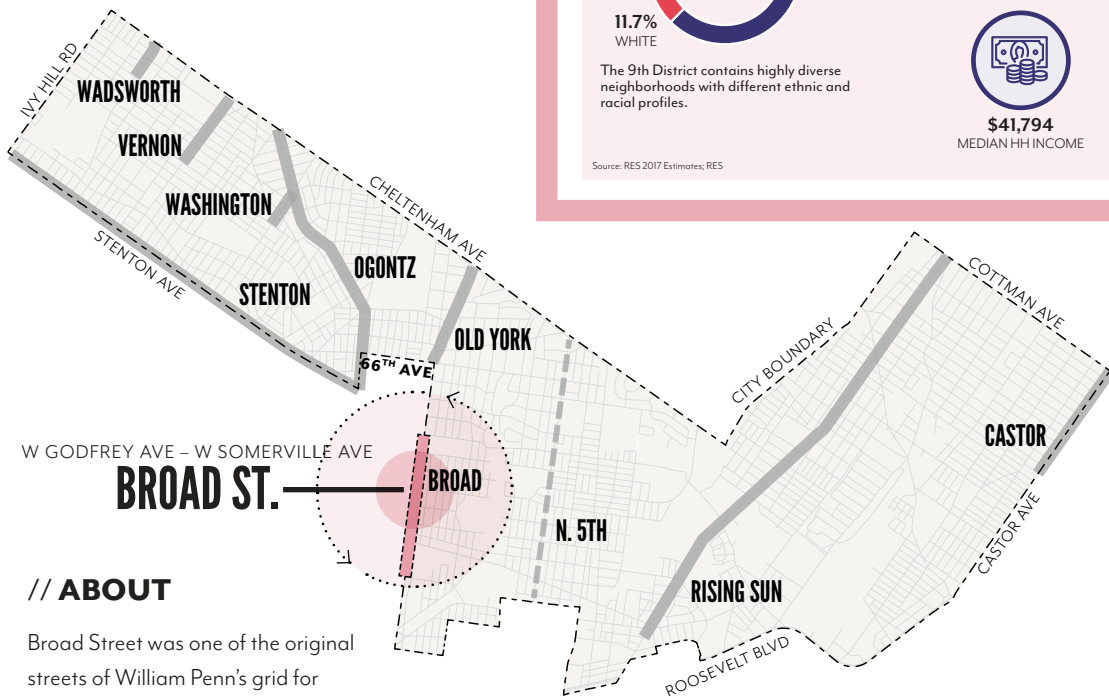 11.7%
WHITE
The 9th District contains highly diverse
neighborhoods with different ethnic and
racial profiles.
$41,794
MEDIAN HH INCOME
Source: RES 2017 Estimates; RES
IVY HILL RD
WADSWORTH
VERNON
WASHINGTON
CHELTENHAM AVE
STENTON AVE
STENTON
OGONTZ
OLD YORK
66TH AVE
COTTMAN AVE
CITY BOUNDARY
CASTOR
CASTOR AVE
W GODFREY AVE – W SOMERVILLE AVE
BROAD ST.
BROAD
N. 5TH
RISING SUN
ROOSEVELT BLVD
// ABOUT
Broad Street was one of the original
streets of William Penn’s grid for